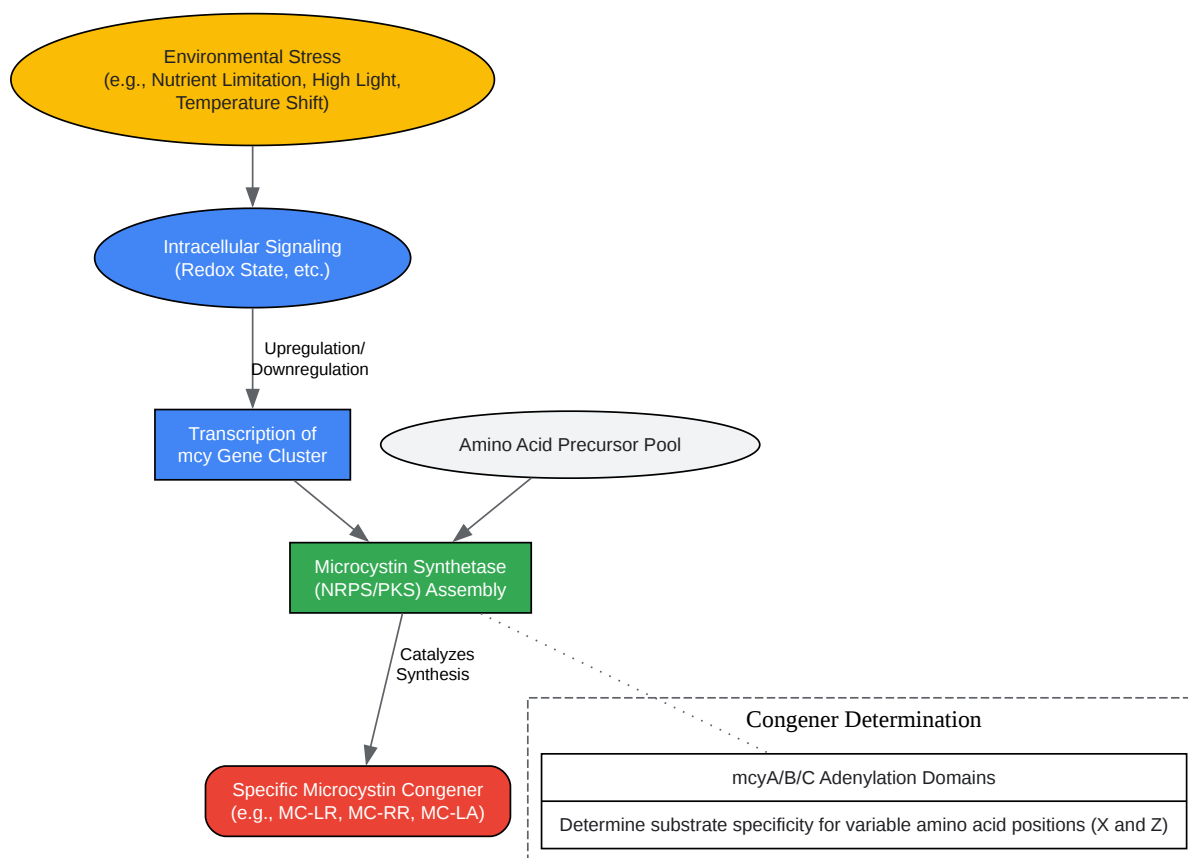 Environmental Stress
(e.g., Nutrient Limitation, High Light,
Temperature Shift)
Intracellular Signaling
(Redox State, etc.)
Upregulation/
Downregulation
Transcription of
mcy Gene Cluster
Amino Acid Precursor Pool
Microcystin Synthetase
(NRPS/PKS) Assembly
Catalyzes
Synthesis
Congener Determination
mcyA/B/C Adenylation Domains
Determine substrate specificity for variable amino acid positions (X and Z)
Specific Microcystin Congener
(e.g., MC-LR, MC-RR, MC-LA)